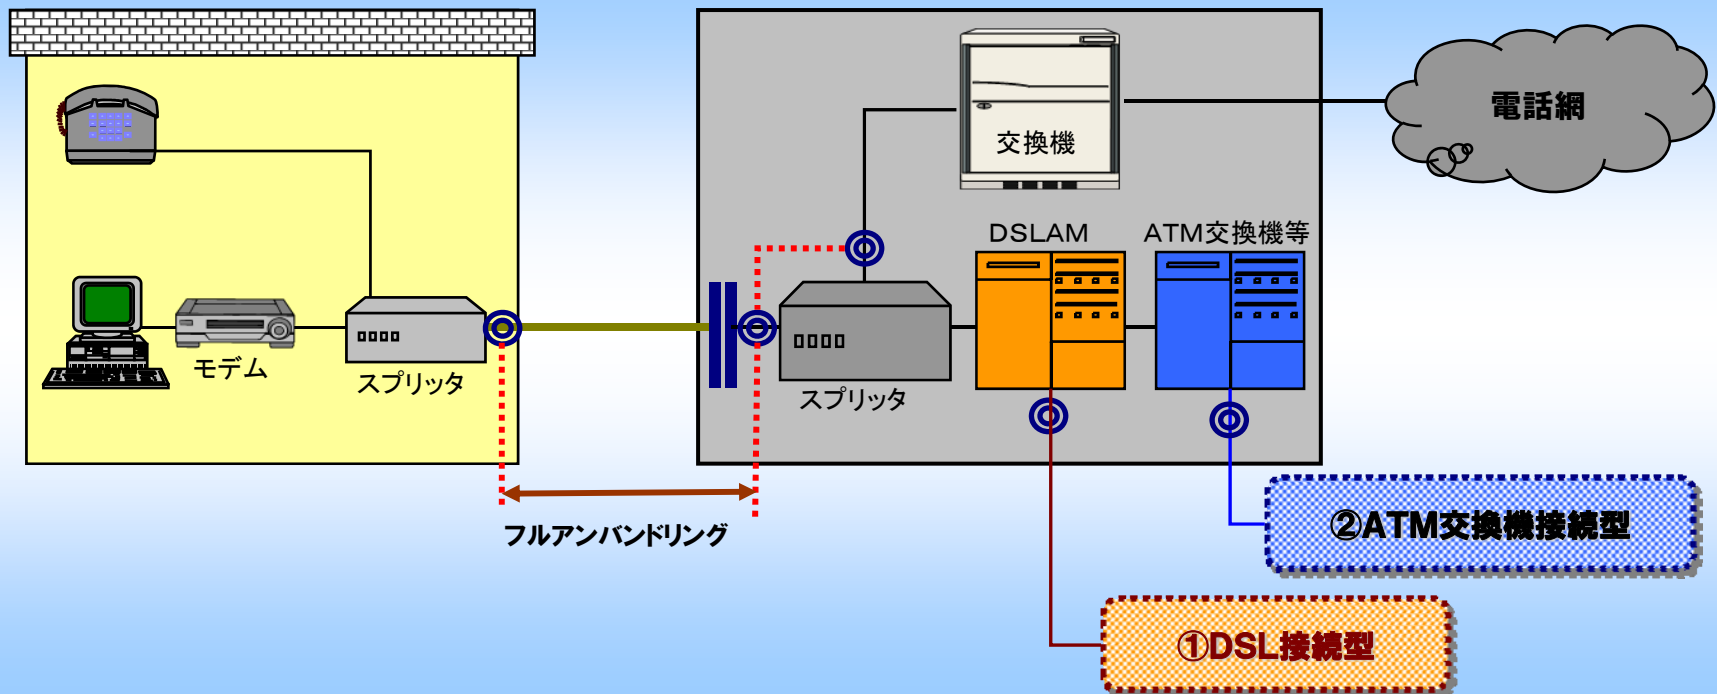 電話網
交換機
DSLAM
ATM交換機等
モデム
スプリッタ
スプリッタ
フルアンバンドリング
②ATM交換機接続型
①DSL接続型